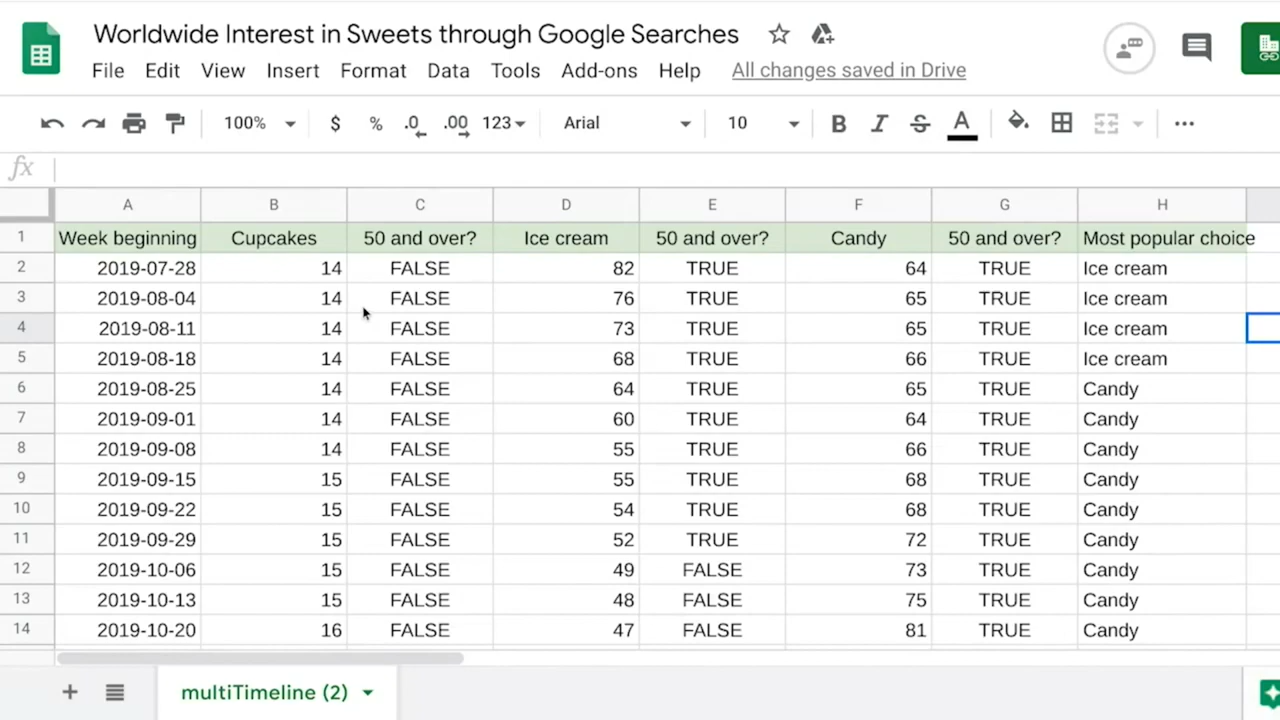 Worldwide Interest in Sweets through Google Searches
File Edit View Insert Format Data Tools Add-ons Help All changes saved in Drive
100% $ % .0 .00 123 Arial 10 B I S A
fx
A B C D E F G H
1 Week beginning Cupcakes 50 and over? Ice cream 50 and over? Candy 50 and over? Most popular choice
2 2019-07-28 14 FALSE 82 TRUE 64 TRUE Ice cream
3 2019-08-04 14 FALSE 76 TRUE 65 TRUE Ice cream
4 2019-08-11 14 FALSE 73 TRUE 65 TRUE Ice cream
5 2019-08-18 14 FALSE 68 TRUE 66 TRUE Ice cream
6 2019-08-25 14 FALSE 64 TRUE 65 TRUE Candy
7 2019-09-01 14 FALSE 60 TRUE 64 TRUE Candy
8 2019-09-08 14 FALSE 55 TRUE 66 TRUE Candy
9 2019-09-15 15 FALSE 55 TRUE 68 TRUE Candy
10 2019-09-22 15 FALSE 54 TRUE 68 TRUE Candy
11 2019-09-29 15 FALSE 52 TRUE 72 TRUE Candy
12 2019-10-06 15 FALSE 49 FALSE 73 TRUE Candy
13 2019-10-13 15 FALSE 48 FALSE 75 TRUE Candy
14 2019-10-20 16 FALSE 47 FALSE 81 TRUE Candy
multiTimeline (2)